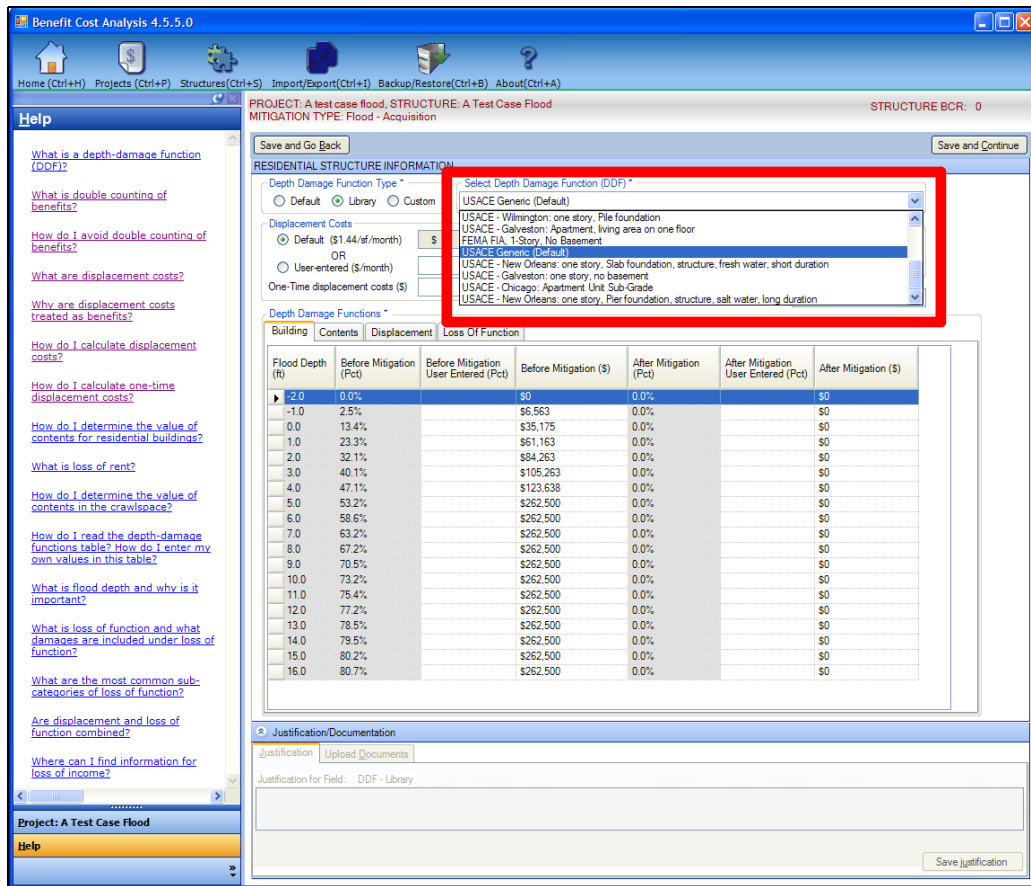 Benefit Cost Analysis 4.5.5.0
Home (Ctrl+H) Projects (Ctrl+P) Structures(Ctrl+S) Import/Export(Ctrl+I) Backup/Restore(Ctrl+B) About(Ctrl+A)
Help
What is a depth-damage function
(DDF)?
What is double counting of
benefits?
How do I avoid double counting of
benefits?
What are displacement costs?
Why are displacement costs
treated as benefits?
How do I calculate displacement
costs?
How do I calculate one-time
displacement costs?
How do I determine the value of
contents for residential buildings?
What is loss of rent?
How do I determine the value of
contents in the crawlspace?
How do I read the depth-damage
functions table? How do I enter my
own values in this table?
What is flood depth and why is it
important?
What is loss of function and what
damages are included under loss of
function?
What are the most common sub-
categories of loss of function?
Are displacement and loss of
function combined?
Where can I find information for
loss of income?
Project: A Test Case Flood
Help
PROJECT: A test case flood, STRUCTURE: A Test Case Flood
STRUCTURE BCR: 0
MITIGATION TYPE: Flood - Acquisition
Save and Go Back
Save and Continue
RESIDENTIAL STRUCTURE INFORMATION
Depth Damage Function Type *
Default Library Custom
Displacement Costs
Default ($1.44/sf/month) $
OR
User-entered ($/month)
One-Time displacement costs ($)
Select Depth Damage Function (DDF) *
USACE Generic (Default)
USACE - Wilmington: one story, Pile foundation
USACE - Galveston: Apartment, living area on one floor
FEMA FIA, 1-Story, No Basement
USACE Generic (Default)
USACE - New Orleans: one story, Slab foundation, structure, fresh water, short duration
USACE - Galveston: one story, no basement
USACE - Chicago: Apartment Unit Sub-Grade
USACE - New Orleans: one story, Pier foundation, structure, salt water, long duration
Depth Damage Functions *
Building Contents Displacement Loss Of Function
Flood Depth (ft) Before Mitigation (Pct) Before Mitigation User Entered (Pct) Before Mitigation ($) After Mitigation (Pct) After Mitigation User Entered (Pct) After Mitigation ($)
-2.0 0.0% $0 0.0% $0
-1.0 2.5% $6,563 0.0% $0
0.0 13.4% $35,175 0.0% $0
1.0 23.3% $61,163 0.0% $0
2.0 32.1% $84,263 0.0% $0
3.0 40.1% $105,263 0.0% $0
4.0 47.1% $123,638 0.0% $0
5.0 53.2% $262,500 0.0% $0
6.0 58.6% $262,500 0.0% $0
7.0 63.2% $262,500 0.0% $0
8.0 67.2% $262,500 0.0% $0
9.0 70.5% $262,500 0.0% $0
10.0 73.2% $262,500 0.0% $0
11.0 75.4% $262,500 0.0% $0
12.0 77.2% $262,500 0.0% $0
13.0 78.5% $262,500 0.0% $0
14.0 79.5% $262,500 0.0% $0
15.0 80.2% $262,500 0.0% $0
16.0 80.7% $262,500 0.0% $0
Justification/Documentation
Justification Upload Documents
Justification for Field: DDF - Library
Save justification